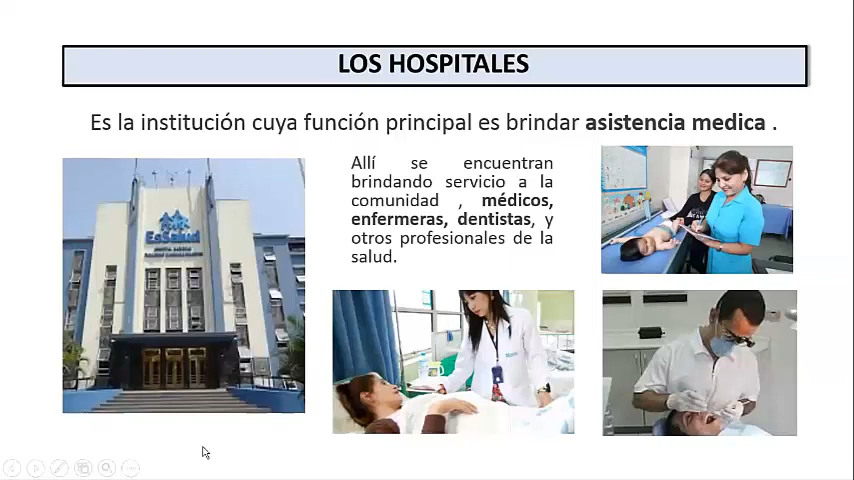 LOS HOSPITALES
Es la institución cuya función principal es brindar asistencia medica .
Allí se encuentran
brindando servicio a la
comunidad , médicos,
enfermeras, dentistas, y
otros profesionales de la
salud.
EsSalud